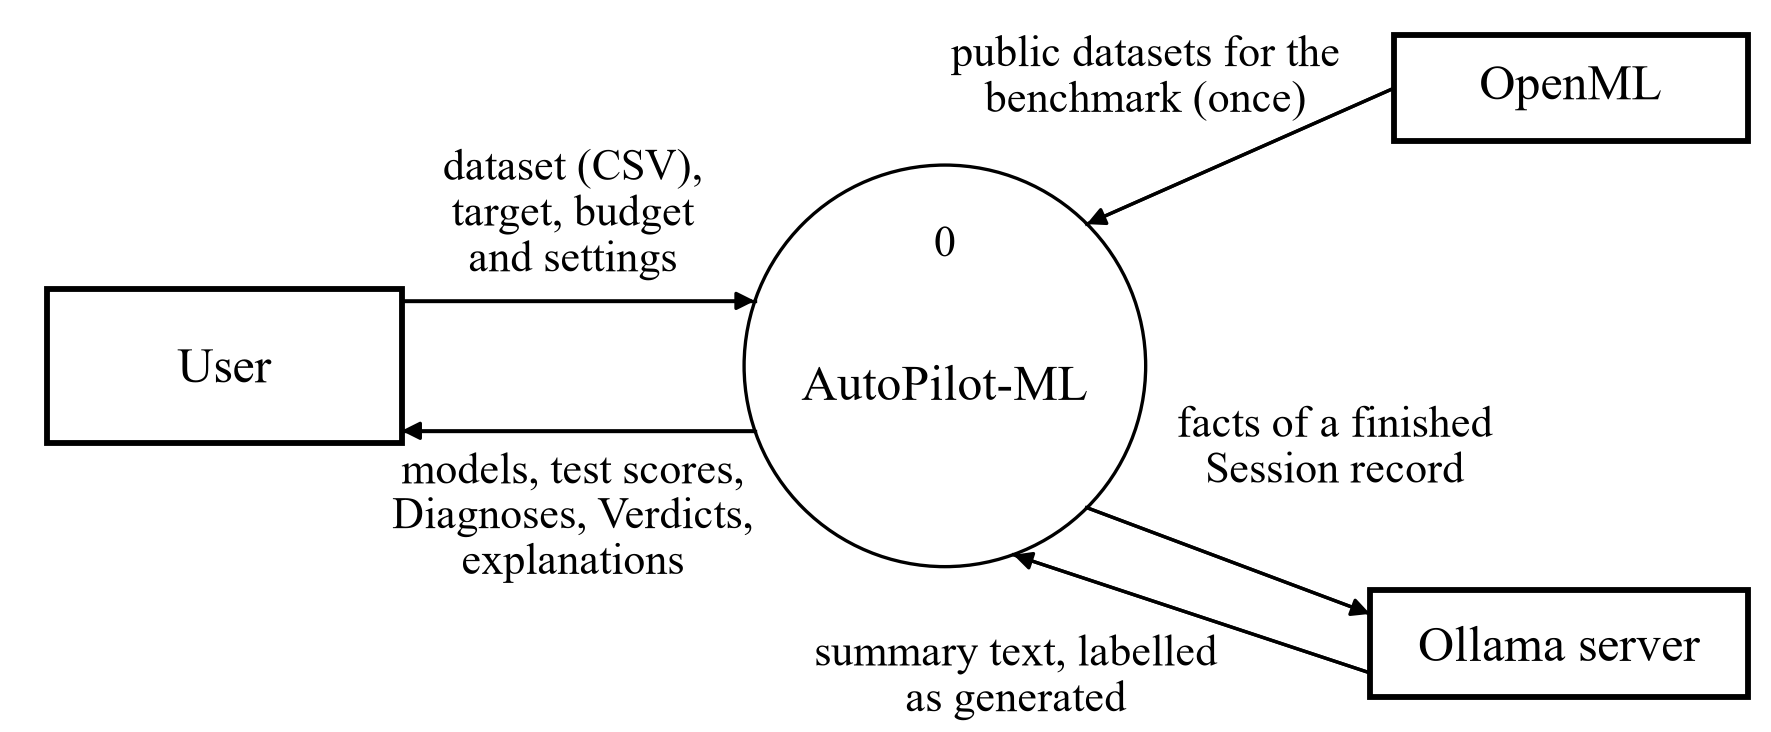 public datasets for the
benchmark (once)
OpenML
dataset (CSV),
target, budget
and settings
0
User
AutoPilot-ML
models, test scores,
Diagnoses, Verdicts,
explanations
facts of a finished
Session record
summary text, labelled
as generated
Ollama server